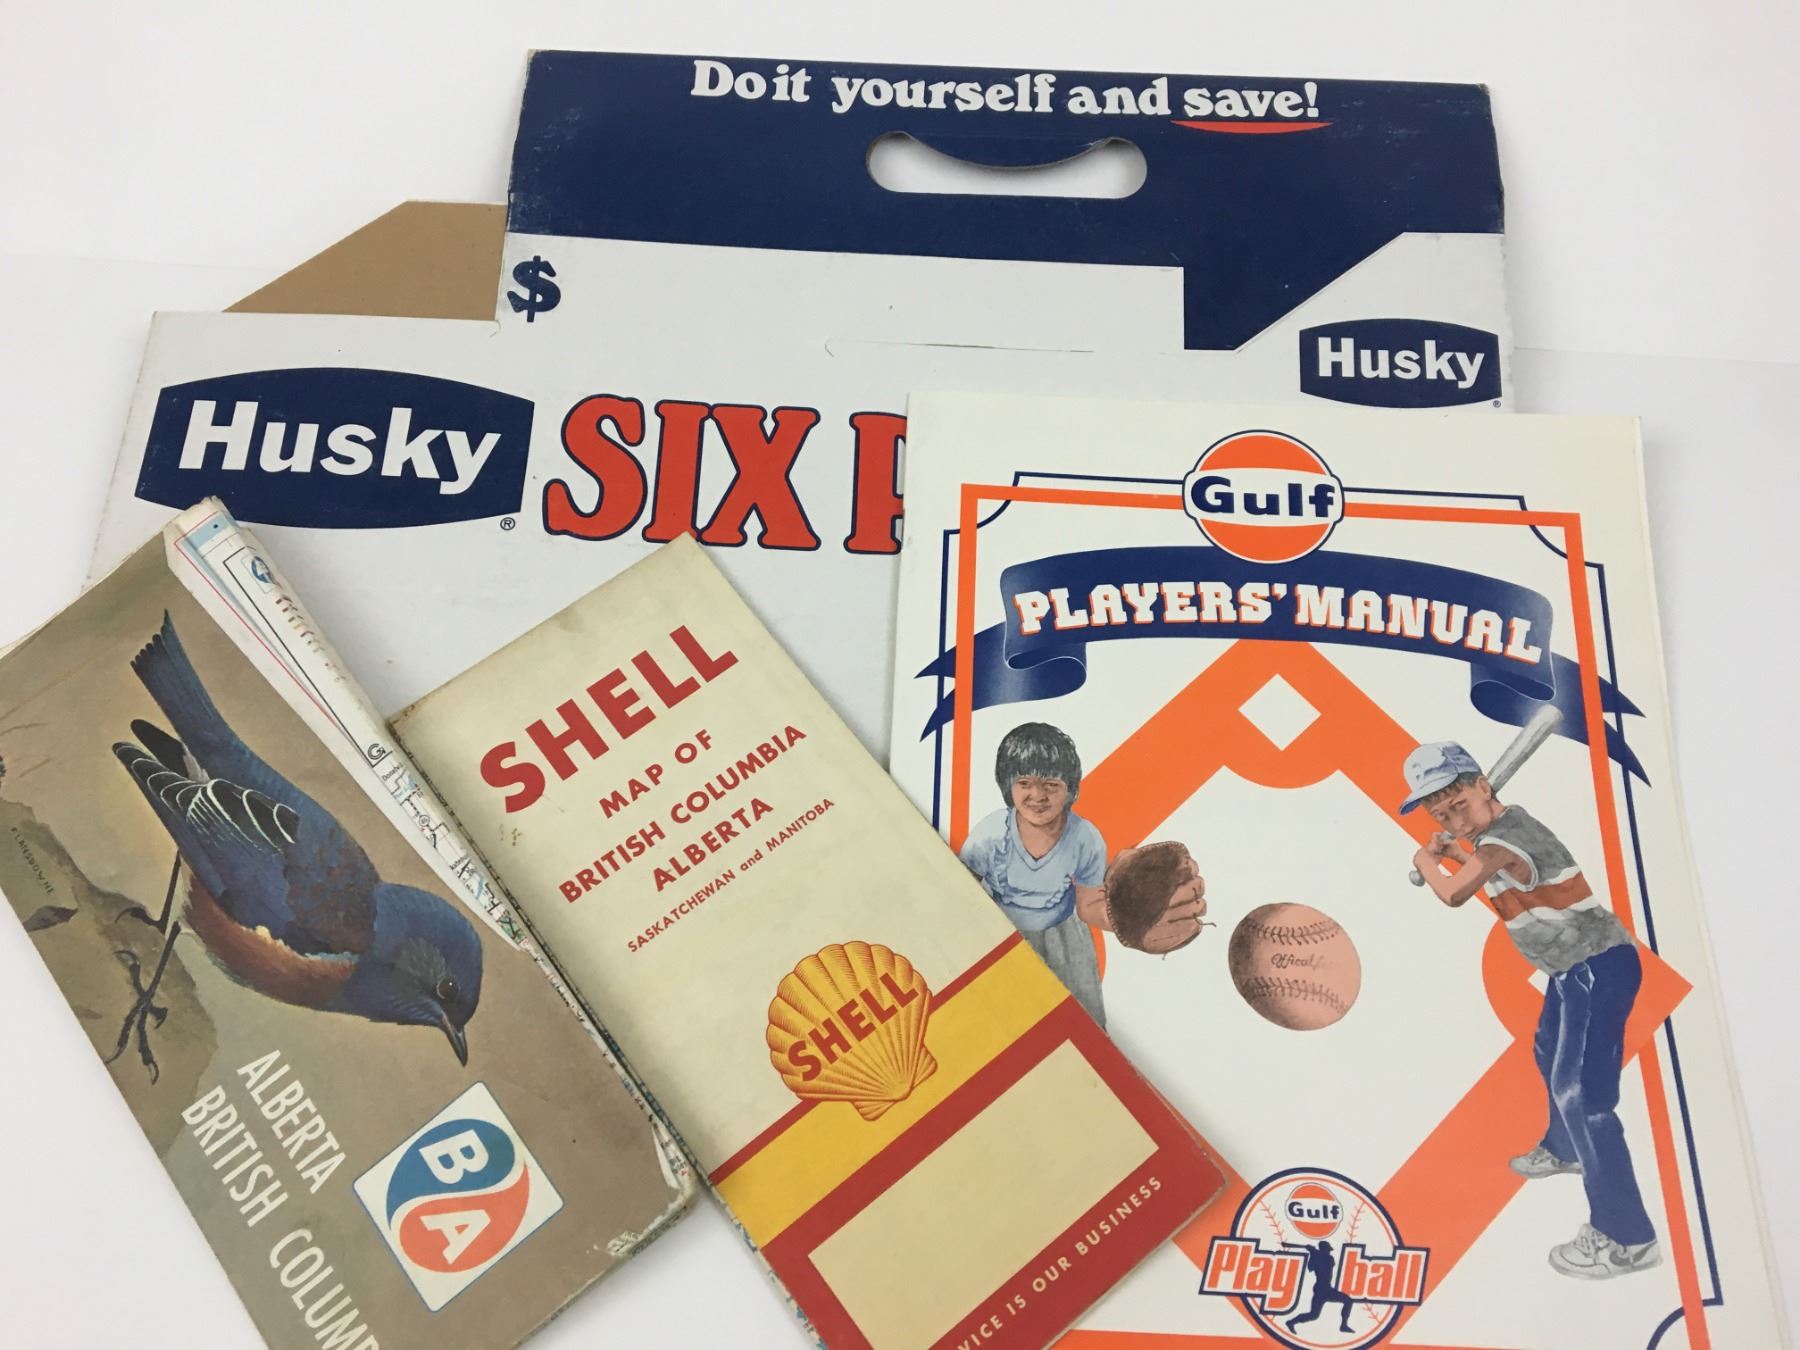 Do it yourself and save!
$
Husky
®
SIX
Husky
®
Gulf
PLAYERS' MANUAL
Official
Gulf
Play ball
SHELL
MAP OF
BRITISH COLUMBIA
ALBERTA
SASKATCHEWAN and MANITOBA
SHELL
IS OUR BUSINESS
G
ALBERTA
BRITISH COLUM
BA